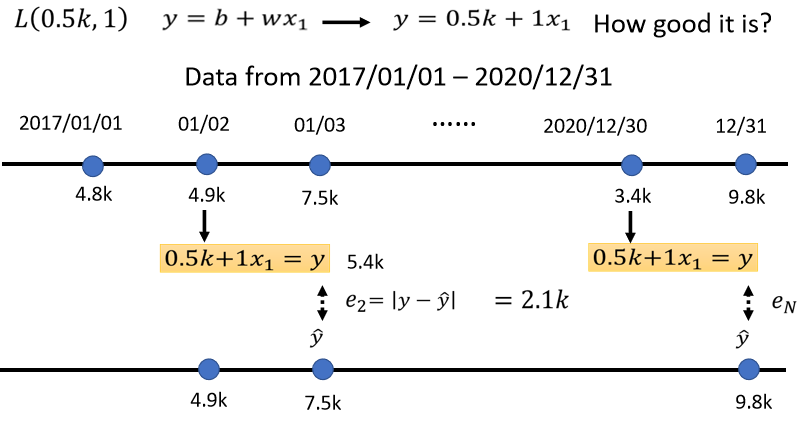 L(0.5k, 1) y = b + wx₁ ⟶ y = 0.5k + 1x₁ How good it is?
Data from 2017/01/01 – 2020/12/31
2017/01/01 01/02 01/03 …… 2020/12/30 12/31
4.8k 4.9k 7.5k 3.4k 9.8k
0.5k+1x₁ = y 5.4k 0.5k+1x₁ = y
e₂= |y − ŷ| = 2.1k e_N
ŷ ŷ
4.9k 7.5k 9.8k